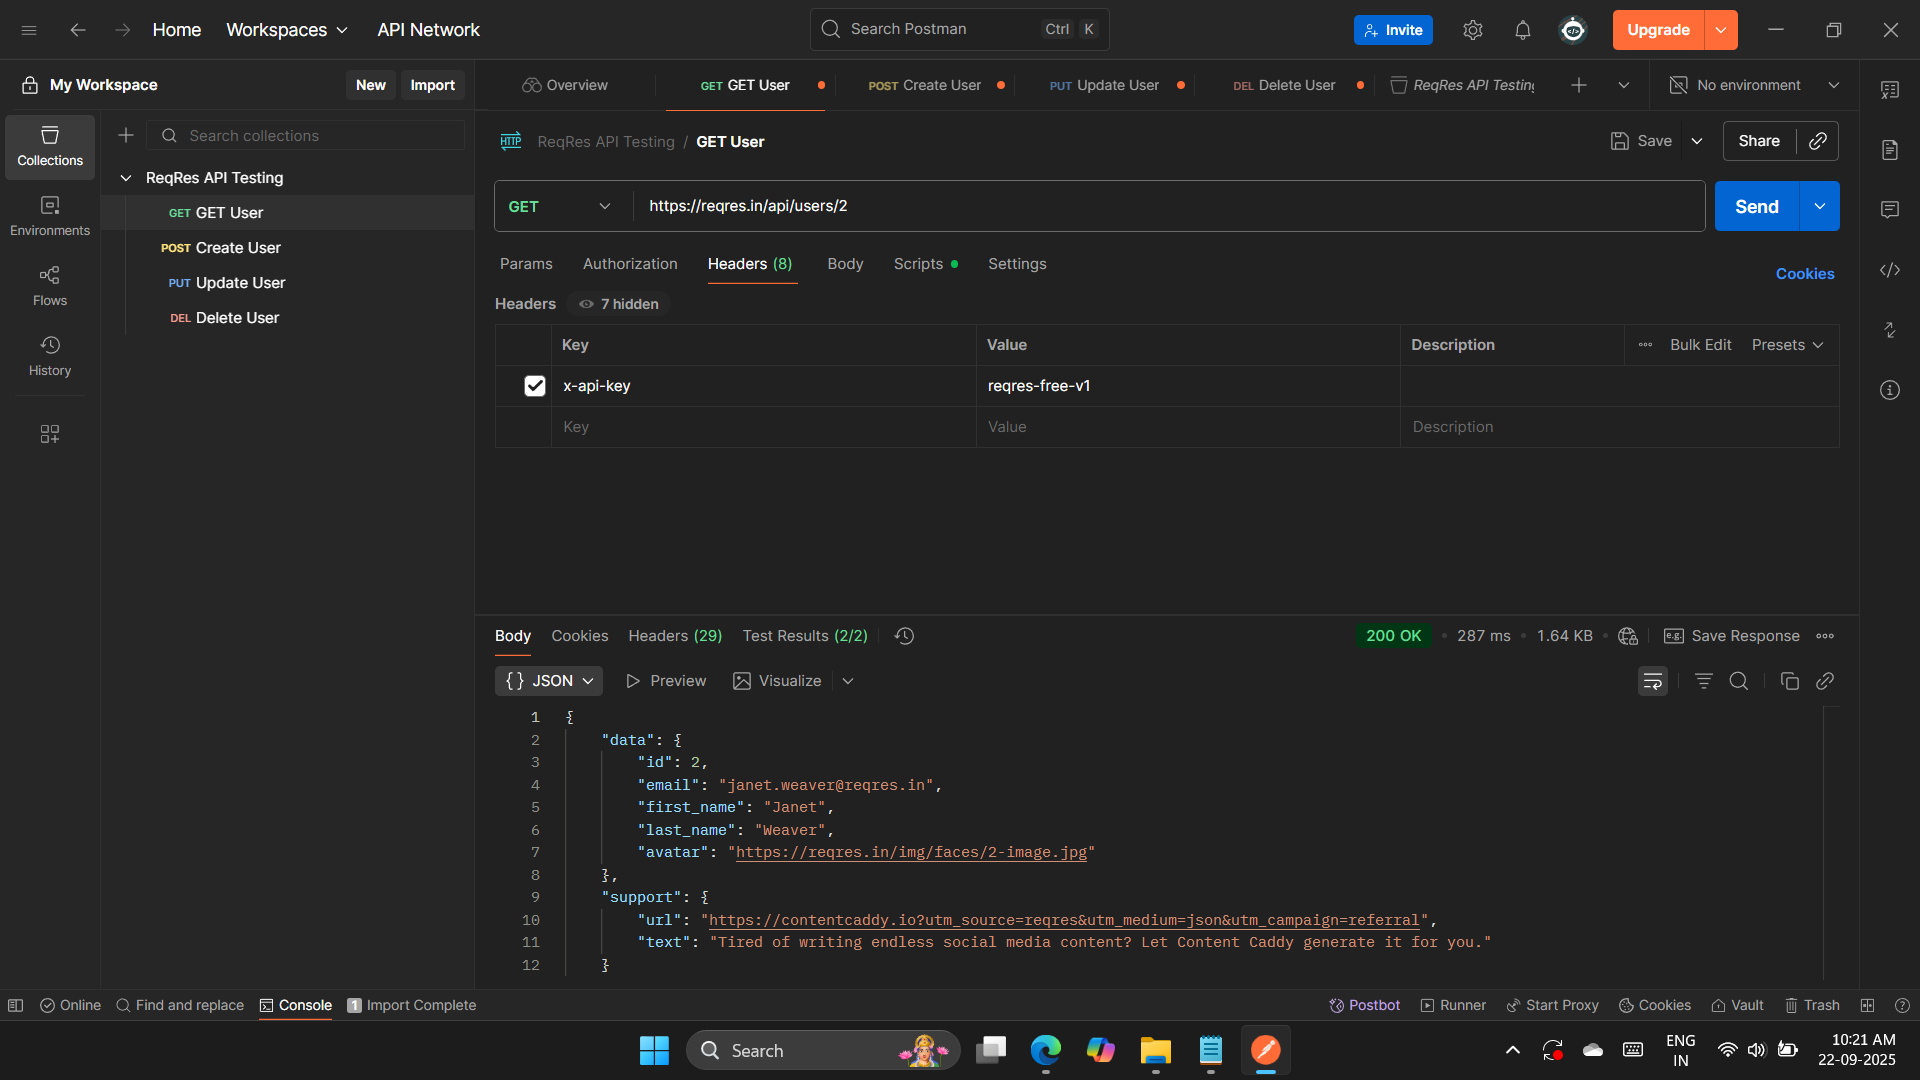 Home Workspaces API Network Search Postman Ctrl K Invite Upgrade
My Workspace New Import Overview GET GET User POST Create User PUT Update User DEL Delete User ReqRes API Testing No environment
Collections
Environments
Flows
History
Search collections
ReqRes API Testing
GET GET User
POST Create User
PUT Update User
DEL Delete User
HTTP ReqRes API Testing / GET User Save Share
GET https://reqres.in/api/users/2 Send
Params Authorization Headers (8) Body Scripts Settings Cookies
Headers 7 hidden
Key Value Description Bulk Edit Presets
x-api-key reqres-free-v1
Key Value Description
Body Cookies Headers (29) Test Results (2/2) 200 OK 287 ms 1.64 KB e.g. Save Response
{} JSON Preview Visualize
1 {
2 "data": {
3 "id": 2,
4 "email": "janet.weaver@reqres.in",
5 "first_name": "Janet",
6 "last_name": "Weaver",
7 "avatar": "https://reqres.in/img/faces/2-image.jpg"
8 },
9 "support": {
10 "url": "https://contentcaddy.io?utm_source=reqres&utm_medium=json&utm_campaign=referral",
11 "text": "Tired of writing endless social media content? Let Content Caddy generate it for you."
12 }
Online Find and replace Console 1 Import Complete Postbot Runner Start Proxy Cookies Vault Trash
Search ENG 10:21 AM
IN 22-09-2025